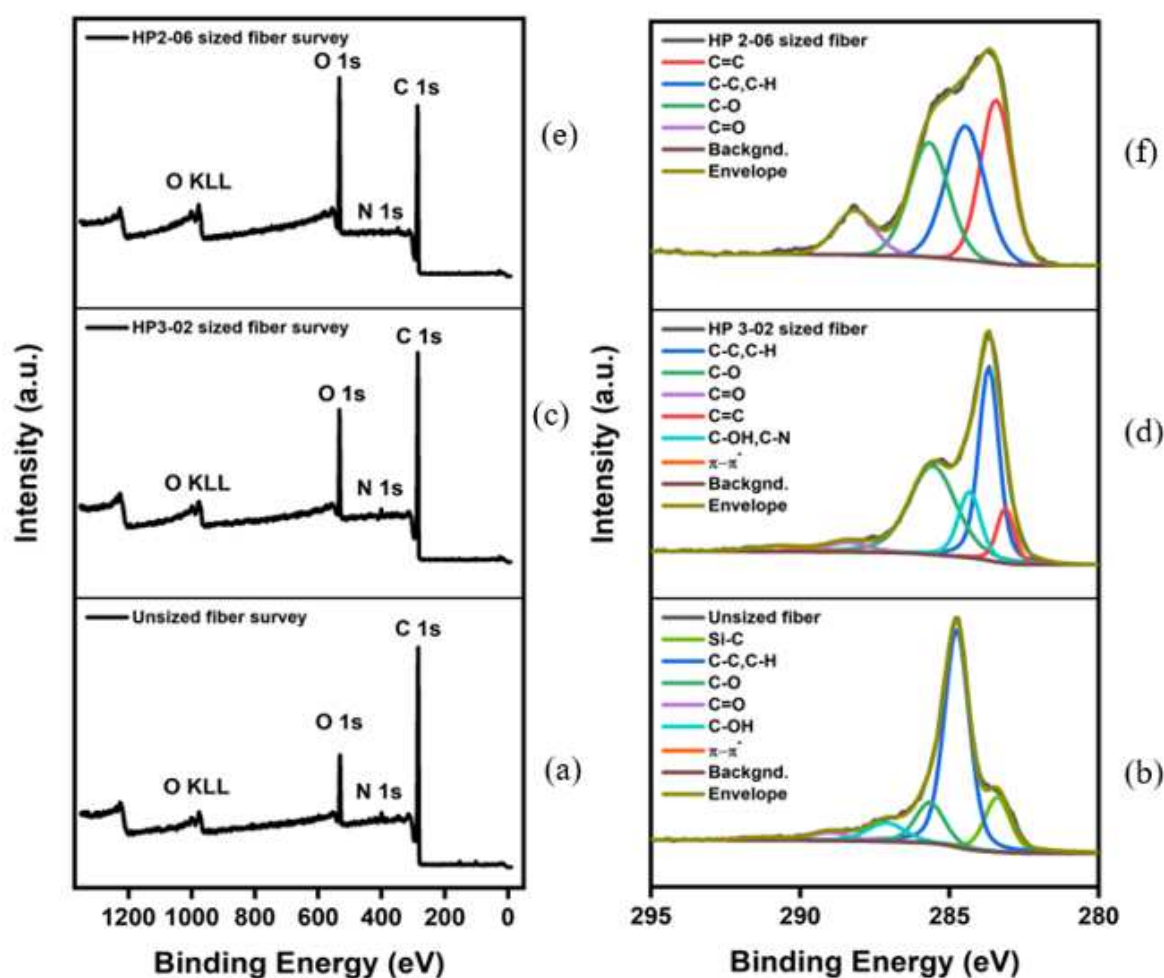 HP2-06 sized fiber survey
O 1s
C 1s
O KLL
N 1s
(e)
HP3-02 sized fiber survey
C 1s
O 1s
O KLL
N 1s
(c)
Unsized fiber survey
C 1s
O 1s
O KLL
N 1s
(a)
Intensity (a.u.)
1200 1000 800 600 400 200 0
Binding Energy (eV)
HP 2-06 sized fiber
C=C
C-C,C-H
C-O
C=O
Backgnd.
Envelope
(f)
HP 3-02 sized fiber
C-C,C-H
C-O
C=O
C=C
C-OH,C-N
π-π*
Backgnd.
Envelope
(d)
Unsized fiber
Si-C
C-C,C-H
C-O
C=O
C-OH
π-π*
Backgnd.
Envelope
(b)
Intensity (a.u.)
295 290 285 280
Binding Energy (eV)